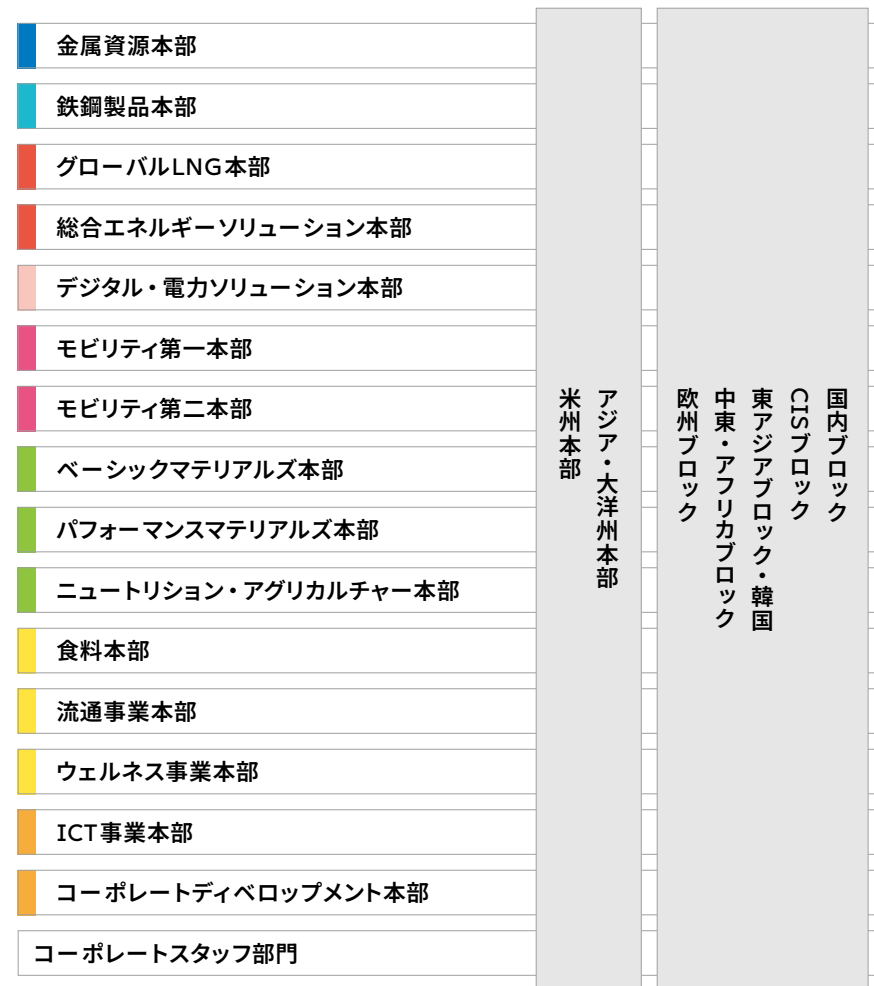 金属資源本部
鉄鋼製品本部
グローバルLNG本部
総合エネルギーソリューション本部
デジタル・電力ソリューション本部
モビリティ第一本部
モビリティ第二本部
ベーシックマテリアルズ本部
パフォーマンスマテリアルズ本部
ニュートリション・アグリカルチャー本部
食料本部
流通事業本部
ウェルネス事業本部
ICT事業本部
コーポレートディベロップメント本部
コーポレートスタッフ部門
アジア・大洋州本部
米州本部
国内ブロック
CISブロック
東アジアブロック・韓国
中東・アフリカブロック
欧州ブロック